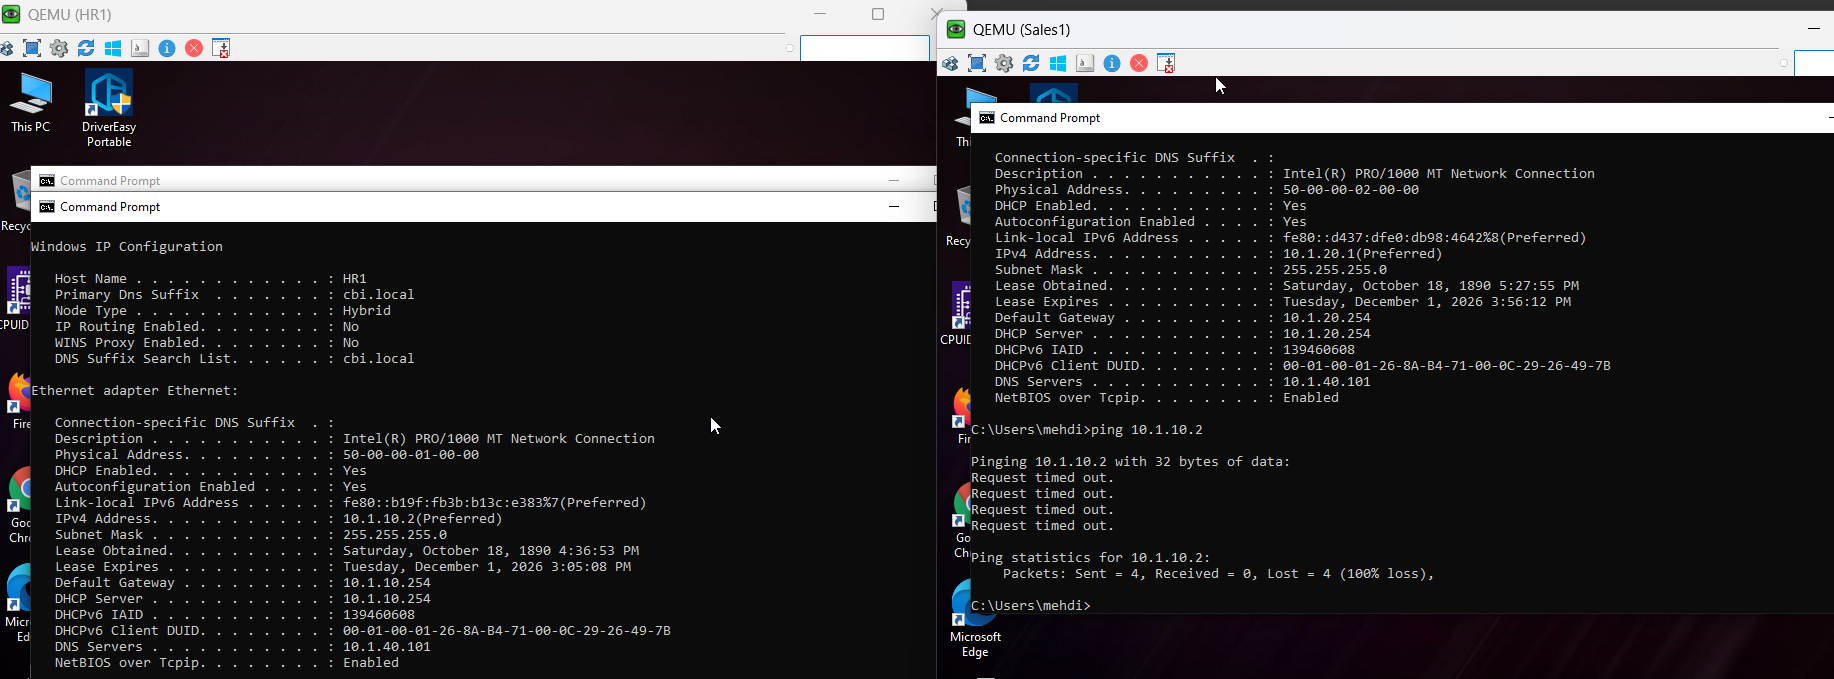 QEMU (HR1)
This PC
DriverEasy
Portable
Recyc
CPUID
Fire
Goo
Chro
Micr
Ed
Command Prompt
Command Prompt
Windows IP Configuration
Host Name . . . . . . . . . . . . : HR1
Primary Dns Suffix  . . . . . . . : cbi.local
Node Type . . . . . . . . . . . . : Hybrid
IP Routing Enabled. . . . . . . . : No
WINS Proxy Enabled. . . . . . . . : No
DNS Suffix Search List. . . . . . : cbi.local
Ethernet adapter Ethernet:
Connection-specific DNS Suffix  . :
Description . . . . . . . . . . . : Intel(R) PRO/1000 MT Network Connection
Physical Address. . . . . . . . . : 50-00-00-01-00-00
DHCP Enabled. . . . . . . . . . . : Yes
Autoconfiguration Enabled . . . . : Yes
Link-local IPv6 Address . . . . . : fe80::b19f:fb3b:b13c:e383%7(Preferred)
IPv4 Address. . . . . . . . . . . : 10.1.10.2(Preferred)
Subnet Mask . . . . . . . . . . . : 255.255.255.0
Lease Obtained. . . . . . . . . . : Saturday, October 18, 1890 4:36:53 PM
Lease Expires . . . . . . . . . . : Tuesday, December 1, 2026 3:05:08 PM
Default Gateway . . . . . . . . . : 10.1.10.254
DHCP Server . . . . . . . . . . . : 10.1.10.254
DHCPv6 IAID . . . . . . . . . . . : 139460608
DHCPv6 Client DUID. . . . . . . . : 00-01-00-01-26-8A-B4-71-00-0C-29-26-49-7B
DNS Servers . . . . . . . . . . . : 10.1.40.101
NetBIOS over Tcpip. . . . . . . . : Enabled
QEMU (Sales1)
Thi
Recy
CPUID
Fir
Go
Ch
Microsoft
Edge
Command Prompt
Connection-specific DNS Suffix  . :
Description . . . . . . . . . . . : Intel(R) PRO/1000 MT Network Connection
Physical Address. . . . . . . . . : 50-00-00-02-00-00
DHCP Enabled. . . . . . . . . . . : Yes
Autoconfiguration Enabled . . . . : Yes
Link-local IPv6 Address . . . . . : fe80::d437:dfe0:db98:4642%8(Preferred)
IPv4 Address. . . . . . . . . . . : 10.1.20.1(Preferred)
Subnet Mask . . . . . . . . . . . : 255.255.255.0
Lease Obtained. . . . . . . . . . : Saturday, October 18, 1890 5:27:55 PM
Lease Expires . . . . . . . . . . : Tuesday, December 1, 2026 3:56:12 PM
Default Gateway . . . . . . . . . : 10.1.20.254
DHCP Server . . . . . . . . . . . : 10.1.20.254
DHCPv6 IAID . . . . . . . . . . . : 139460608
DHCPv6 Client DUID. . . . . . . . : 00-01-00-01-26-8A-B4-71-00-0C-29-26-49-7B
DNS Servers . . . . . . . . . . . : 10.1.40.101
NetBIOS over Tcpip. . . . . . . . : Enabled
C:\Users\mehdi>ping 10.1.10.2
Pinging 10.1.10.2 with 32 bytes of data:
Request timed out.
Request timed out.
Request timed out.
Request timed out.
Ping statistics for 10.1.10.2:
Packets: Sent = 4, Received = 0, Lost = 4 (100% loss),
C:\Users\mehdi>